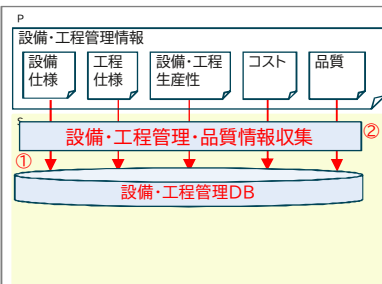 P
設備・工程管理情報
設備
仕様
工程
仕様
設備・工程
生産性
コスト
品質
S
設備・工程管理・品質情報収集
②
①
設備・工程管理DB